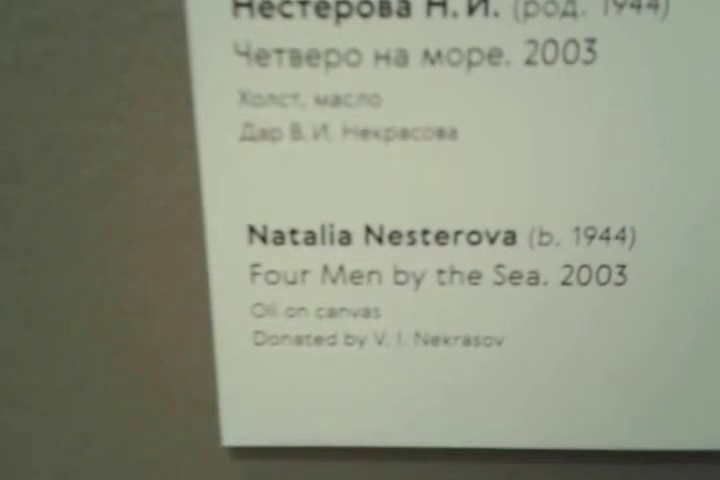 Нестерова Н. И. (род. 1944)
Четверо на море. 2003
Холст, масло
Дар В. И. Некрасова
Natalia Nesterova (b. 1944)
Four Men by the Sea. 2003
Oil on canvas
Donated by V. I. Nekrasov